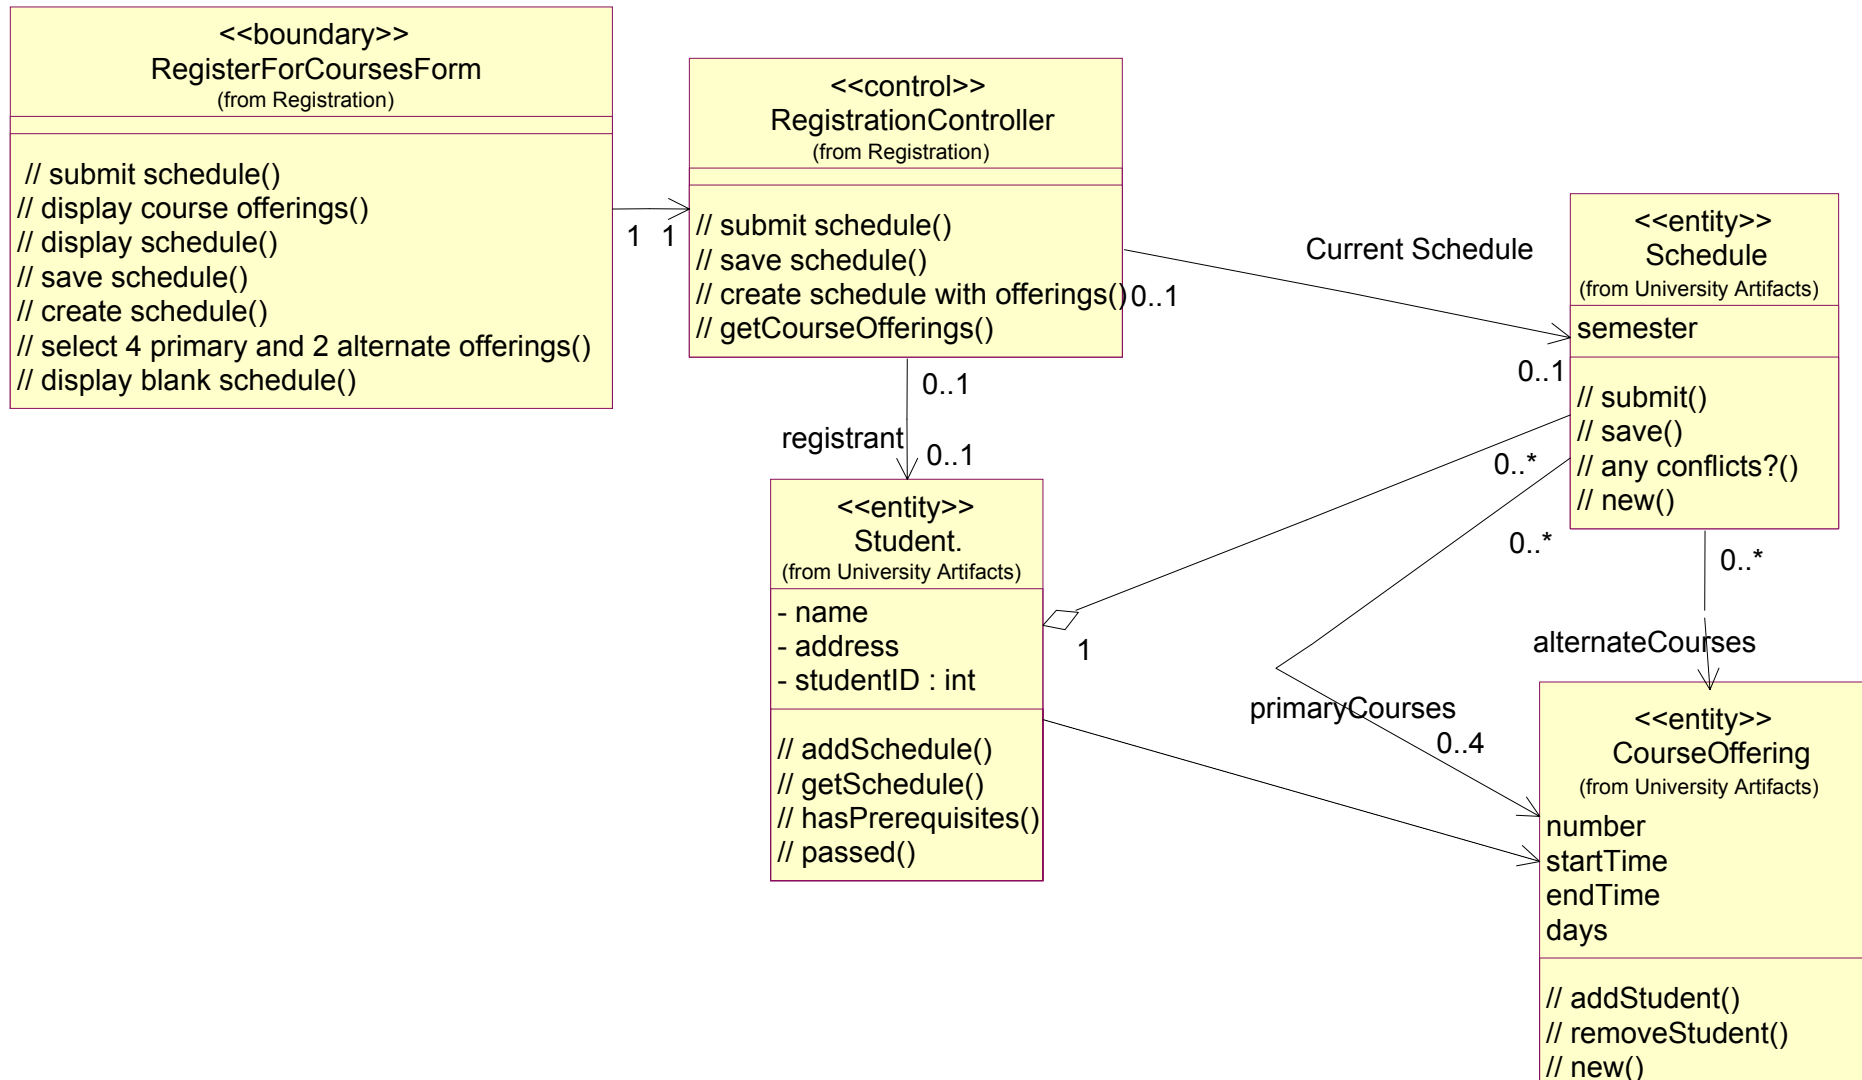 <<boundary>>
RegisterForCoursesForm
(from Registration)
// submit schedule()
// display course offerings()
// display schedule()
// save schedule()
// create schedule()
// select 4 primary and 2 alternate offerings()
// display blank schedule()
1 1
<<control>>
RegistrationController
(from Registration)
// submit schedule()
// save schedule()
// create schedule with offerings()
// getCourseOfferings()
0..1
Current Schedule
0..1
<<entity>>
Schedule
(from University Artifacts)
semester
// submit()
// save()
// any conflicts?()
// new()
0..1
registrant
0..1
<<entity>>
Student.
(from University Artifacts)
- name
- address
- studentID : int
// addSchedule()
// getSchedule()
// hasPrerequisites()
// passed()
1
0..*
0..*
primaryCourses
0..4
0..*
alternateCourses
<<entity>>
CourseOffering
(from University Artifacts)
number
startTime
endTime
days
// addStudent()
// removeStudent()
// new()